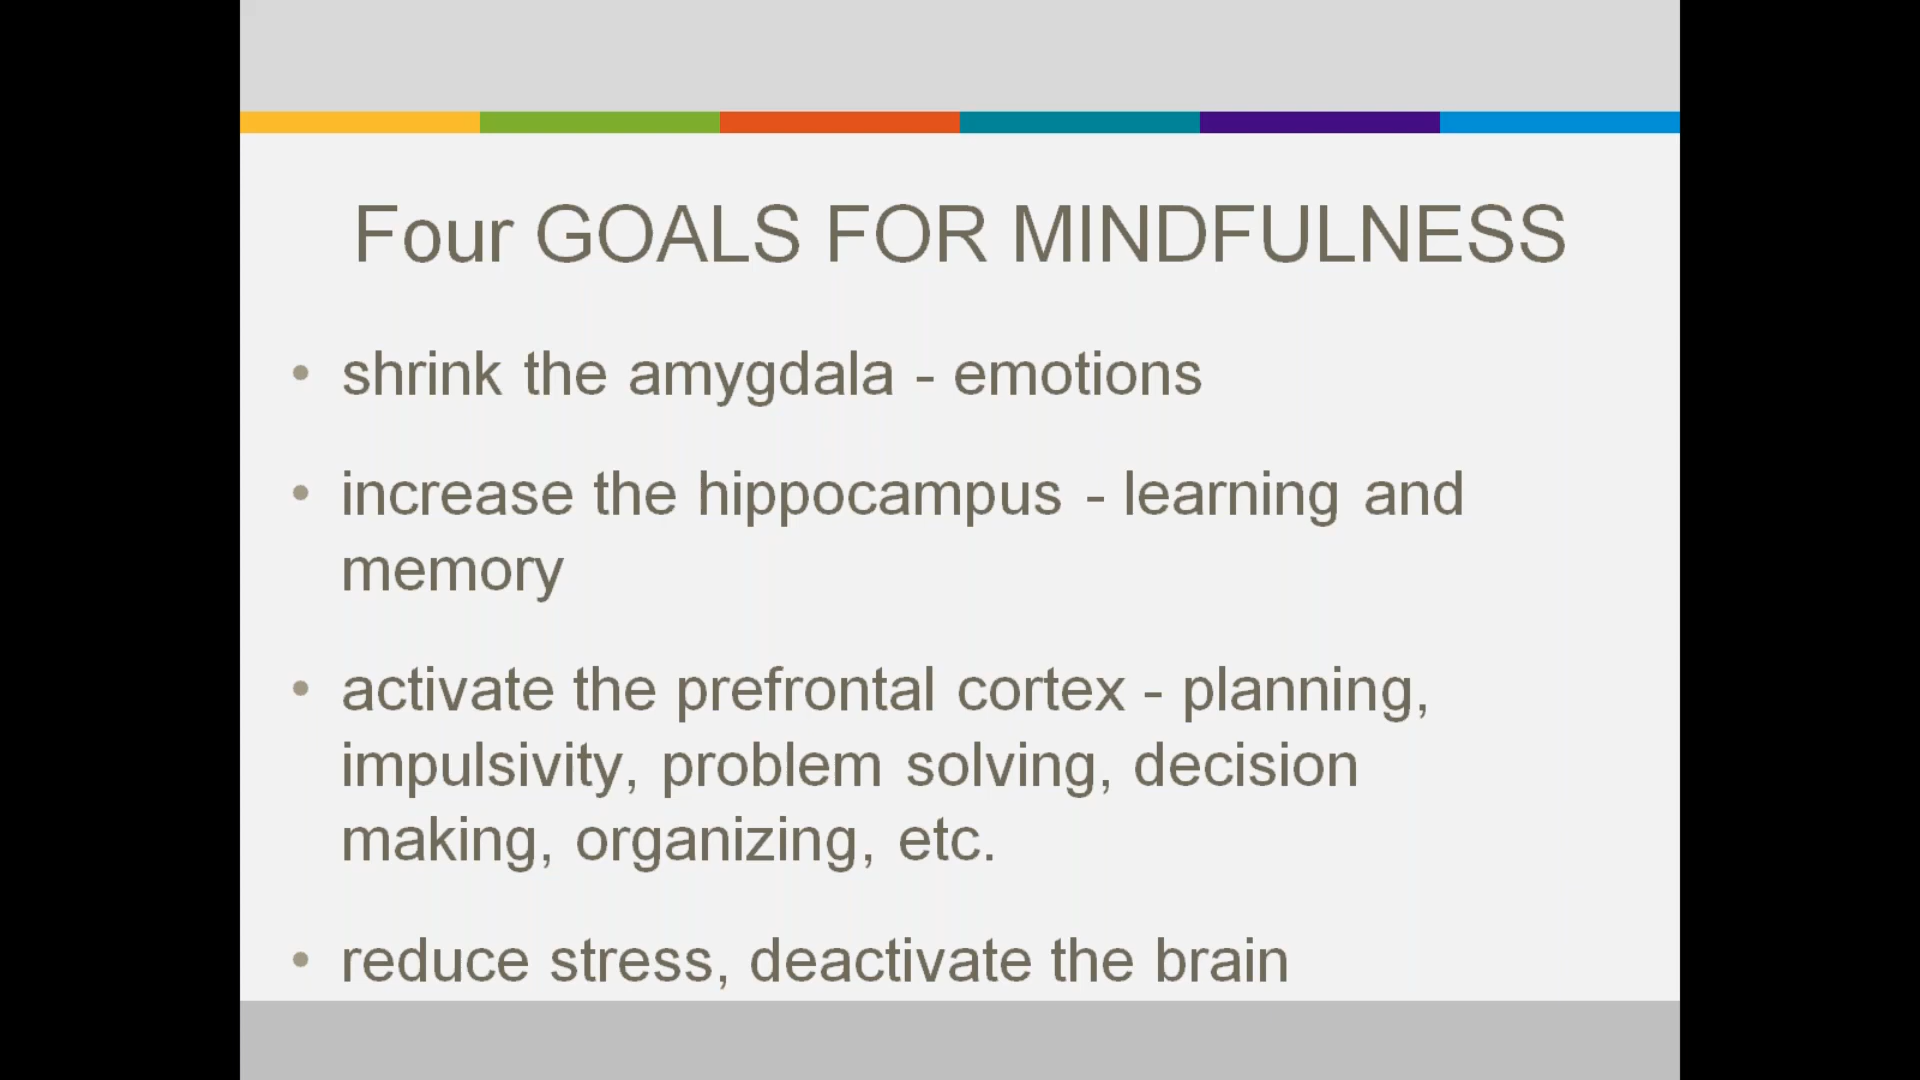 Four GOALS FOR MINDFULNESS
• shrink the amygdala - emotions
• increase the hippocampus - learning and
memory
• activate the prefrontal cortex - planning,
impulsivity, problem solving, decision
making, organizing, etc.
• reduce stress, deactivate the brain